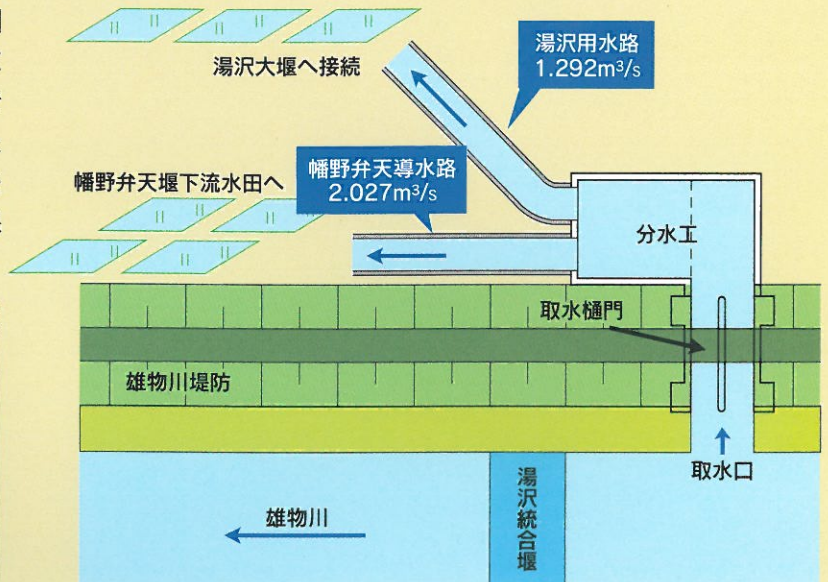 湯沢用水路
1.292m³/s
湯沢大堰へ接続
幡野弁天導水路
2.027m³/s
幡野弁天堰下流水田へ
分水工
取水樋門
雄物川堤防
取水口
雄物川
湯沢統合堰